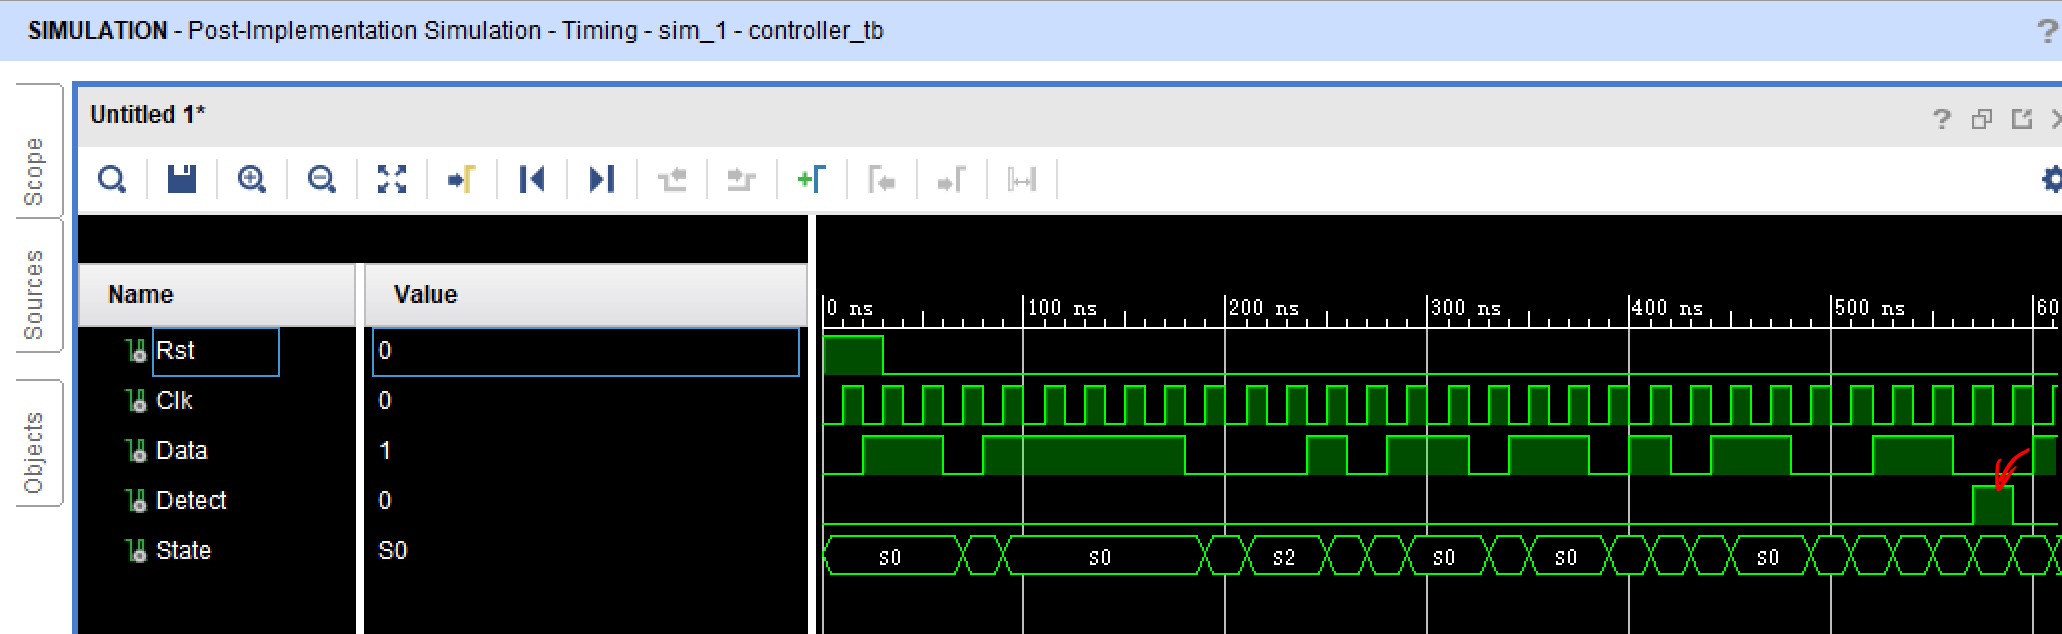 SIMULATION - Post-Implementation Simulation - Timing - sim_1 - controller_tb ?
Scope
Sources
Objects
Untitled 1* ?
Name Value
0 ns 100 ns 200 ns 300 ns 400 ns 500 ns 60
Rst 0
Clk 0
Data 1
Detect 0
State S0 S0 S0 S2 S0 S0 S0